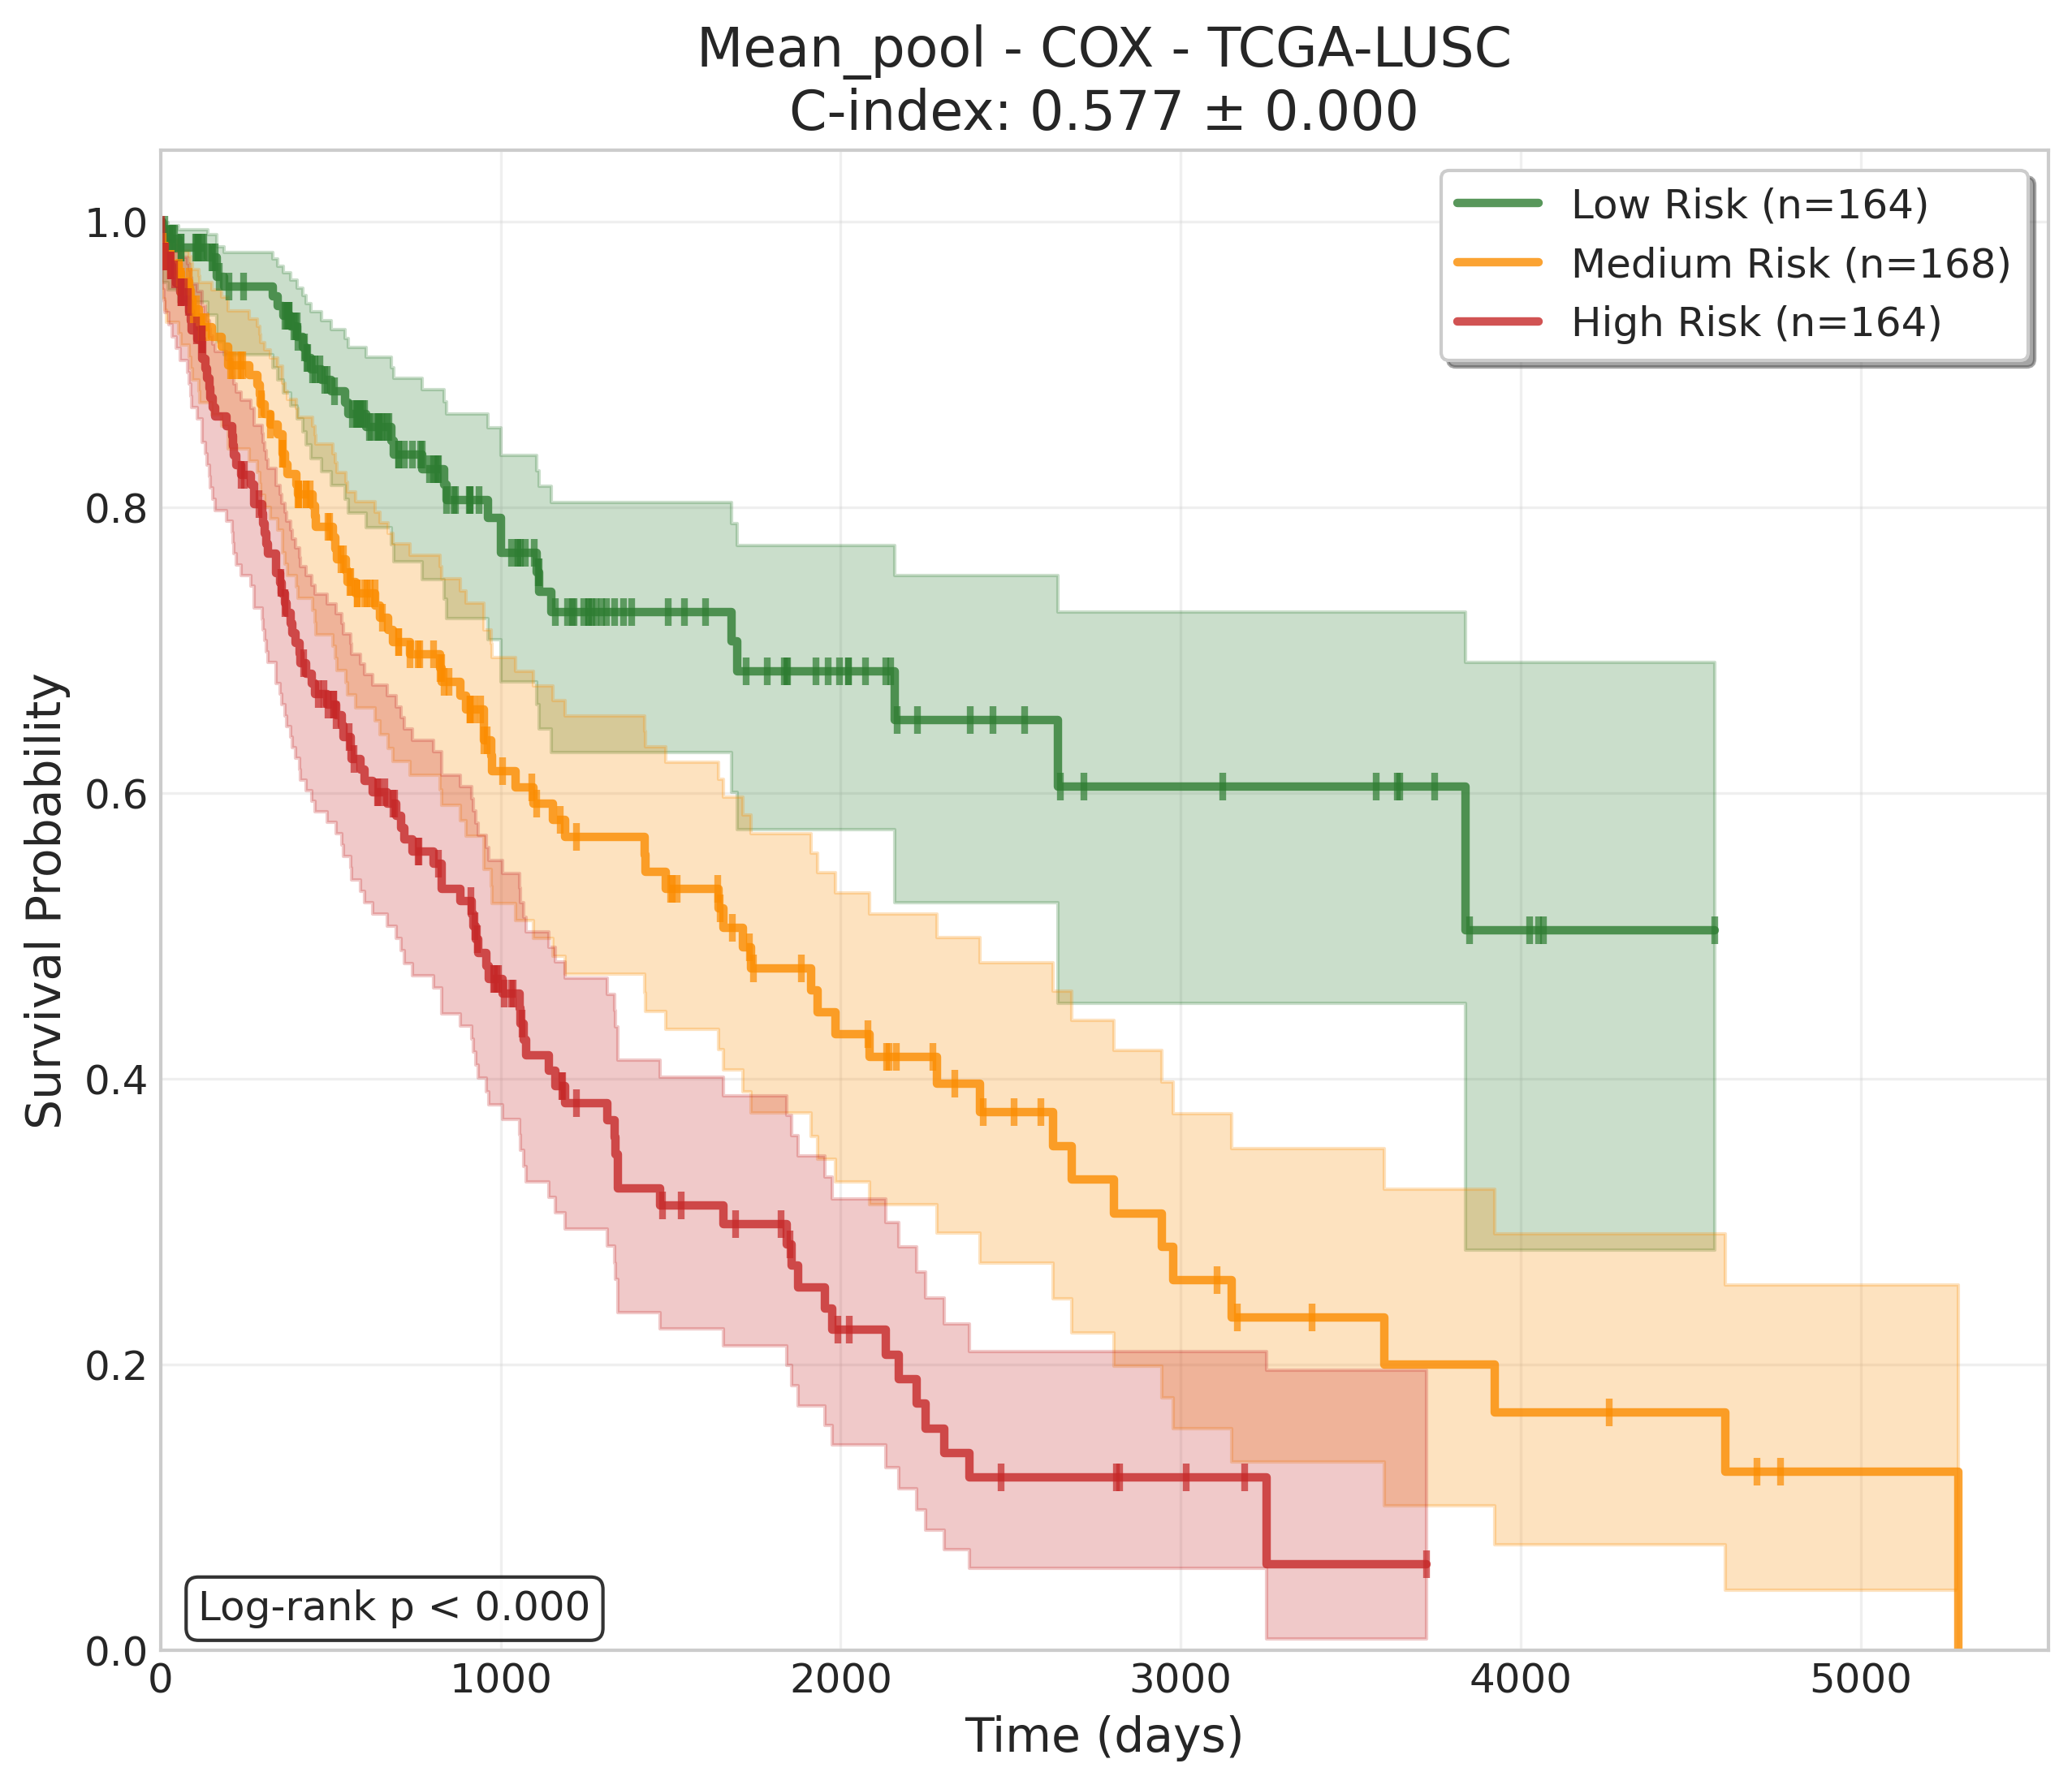 Mean_pool - COX - TCGA-LUSC
C-index: 0.577 ± 0.000
Low Risk (n=164)
Medium Risk (n=168)
High Risk (n=164)
Survival Probability
1.0
0.8
0.6
0.4
0.2
0.0
Log-rank p < 0.000
0 1000 2000 3000 4000 5000
Time (days)